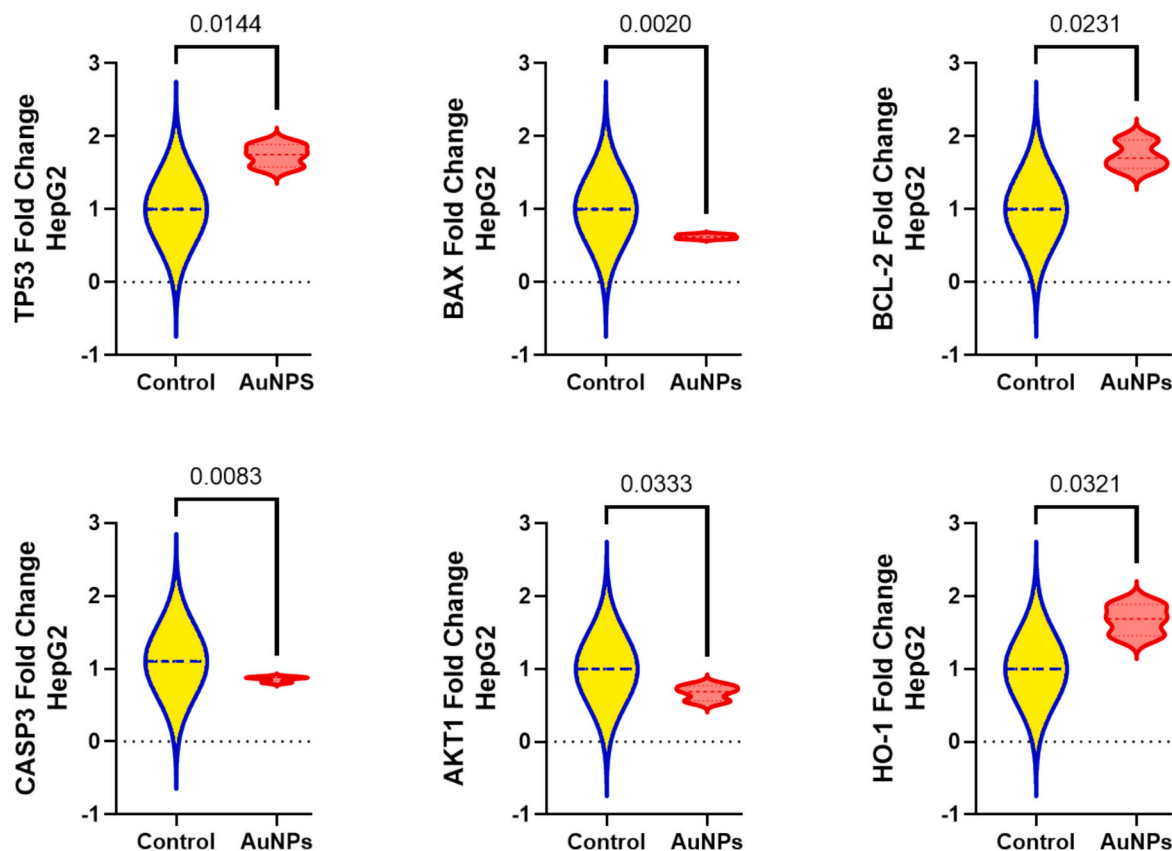 0.0144
TP53 Fold Change
HepG2
3
2
1
0
-1
Control AuNPS
0.0020
BAX Fold Change
HepG2
3
2
1
0
-1
Control AuNPs
0.0231
BCL-2 Fold Change
HepG2
3
2
1
0
-1
Control AuNPs
0.0083
CASP3 Fold Change
HepG2
3
2
1
0
-1
Control AuNPs
0.0333
AKT1 Fold Change
HepG2
3
2
1
0
-1
Control AuNPs
0.0321
HO-1 Fold Change
HepG2
3
2
1
0
-1
Control AuNPs